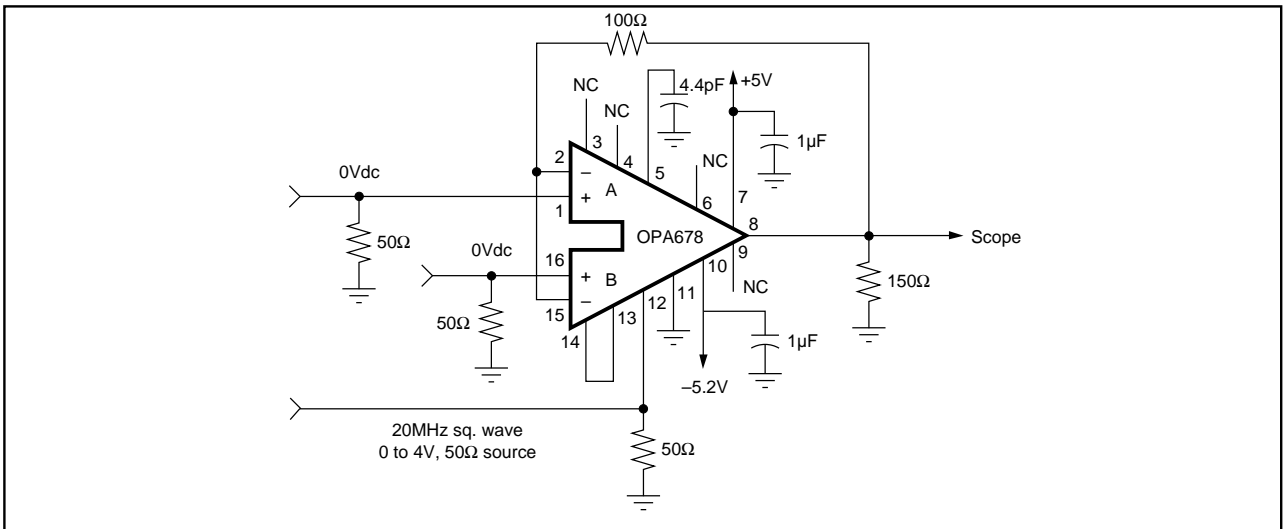 100Ω
+5V
4.4pF
NC
NC
1µF
3
4
2
5
NC
0Vdc
–
A
6
7
+
1
8
Scope
OPA678
50Ω
0Vdc
9
16
10
+
B
NC
11
150Ω
–
12
15
13
50Ω
14
1µF
–5.2V
20MHz sq. wave
0 to 4V, 50Ω source
50Ω